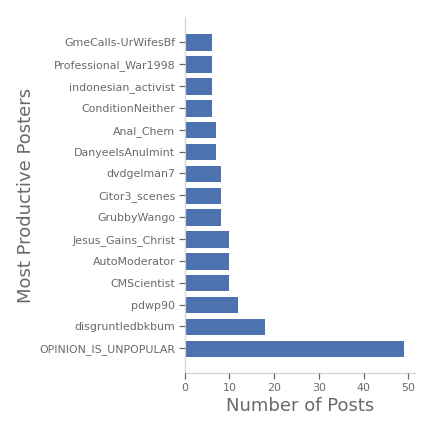 Most Productive Posters
GmeCalls-UrWifesBf
Professional_War1998
indonesian_activist
ConditionNeither
Anal_Chem
DanyeelsAnulmint
dvdgelman7
Citor3_scenes
GrubbyWango
Jesus_Gains_Christ
AutoModerator
CMScientist
pdwp90
disgruntledbkbum
OPINION_IS_UNPOPULAR
0 10 20 30 40 50
Number of Posts